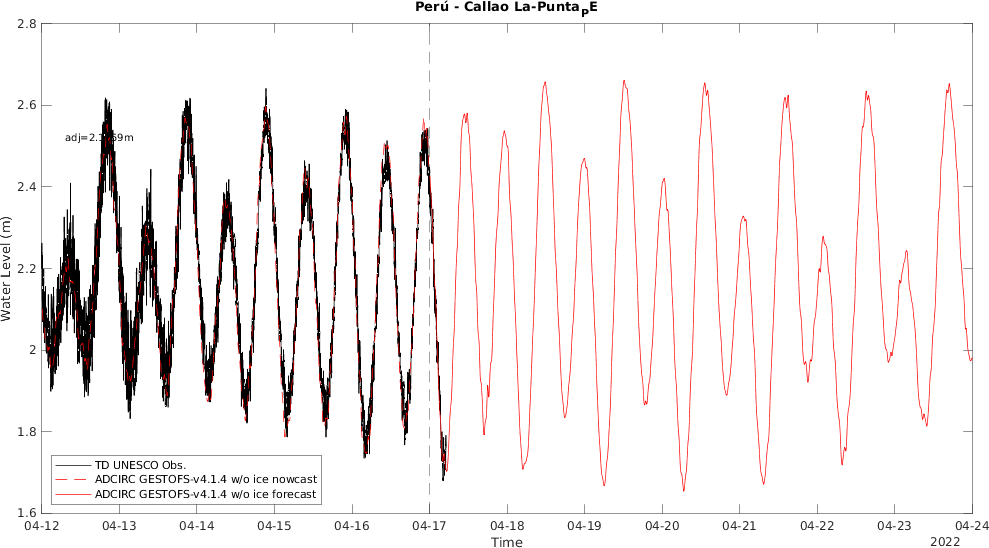 Perú - Callao La-PuntapE
2.8
2.6
2.4
2.2
2
1.8
1.6
Water Level (m)
TD UNESCO Obs.
ADCIRC GESTOFS-v4.1.4 w/o ice nowcast
ADCIRC GESTOFS-v4.1.4 w/o ice forecast
04-12 04-13 04-14 04-15 04-16 04-17 04-18 04-19 04-20 04-21 04-22 04-23 04-24
Time
2022